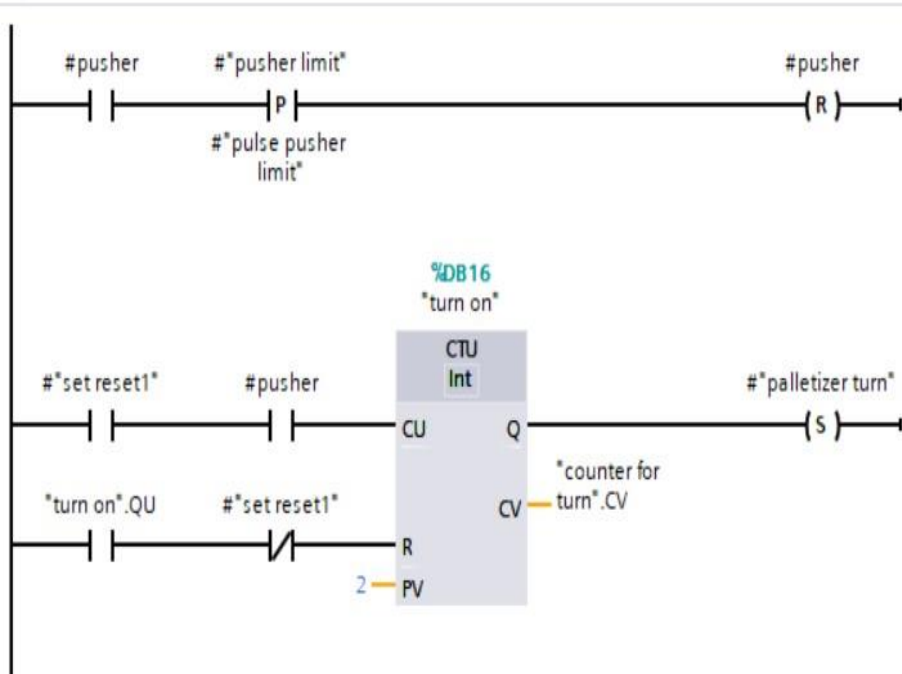 #pusher #"pusher limit" #pusher
P R
#"pulse pusher
limit"
%DB16
"turn on"
CTU
Int
#"set reset1" #pusher #"palletizer turn"
CU Q S
"counter for
turn".CV
"turn on".QU #"set reset1" CV
R
2 PV